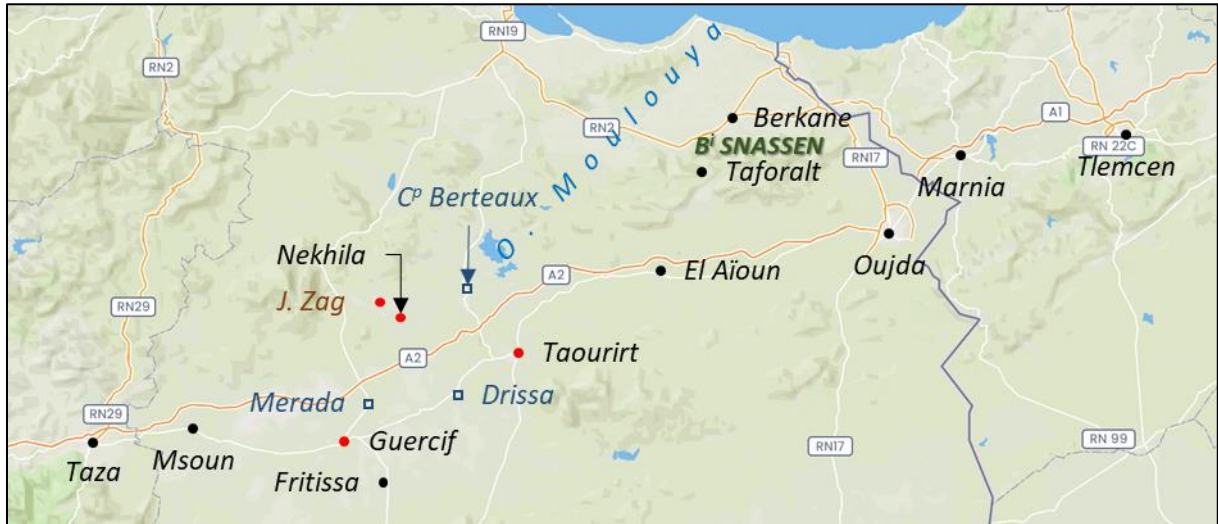 RN19
RN2
O. Moulouya
RN2
Berkane
Bⁱ SNASSEN
Taforalt
RN17
A1
RN 22C
Tlemcen
Marnia
Cᵖ Berteaux
Nekhila
J. Zag
A2
El Aïoun
Oujda
RN29
A2
Taourirt
Merada
Drissa
RN29
Guercif
Taza
Msoun
Fritissa
RN17
RN 99